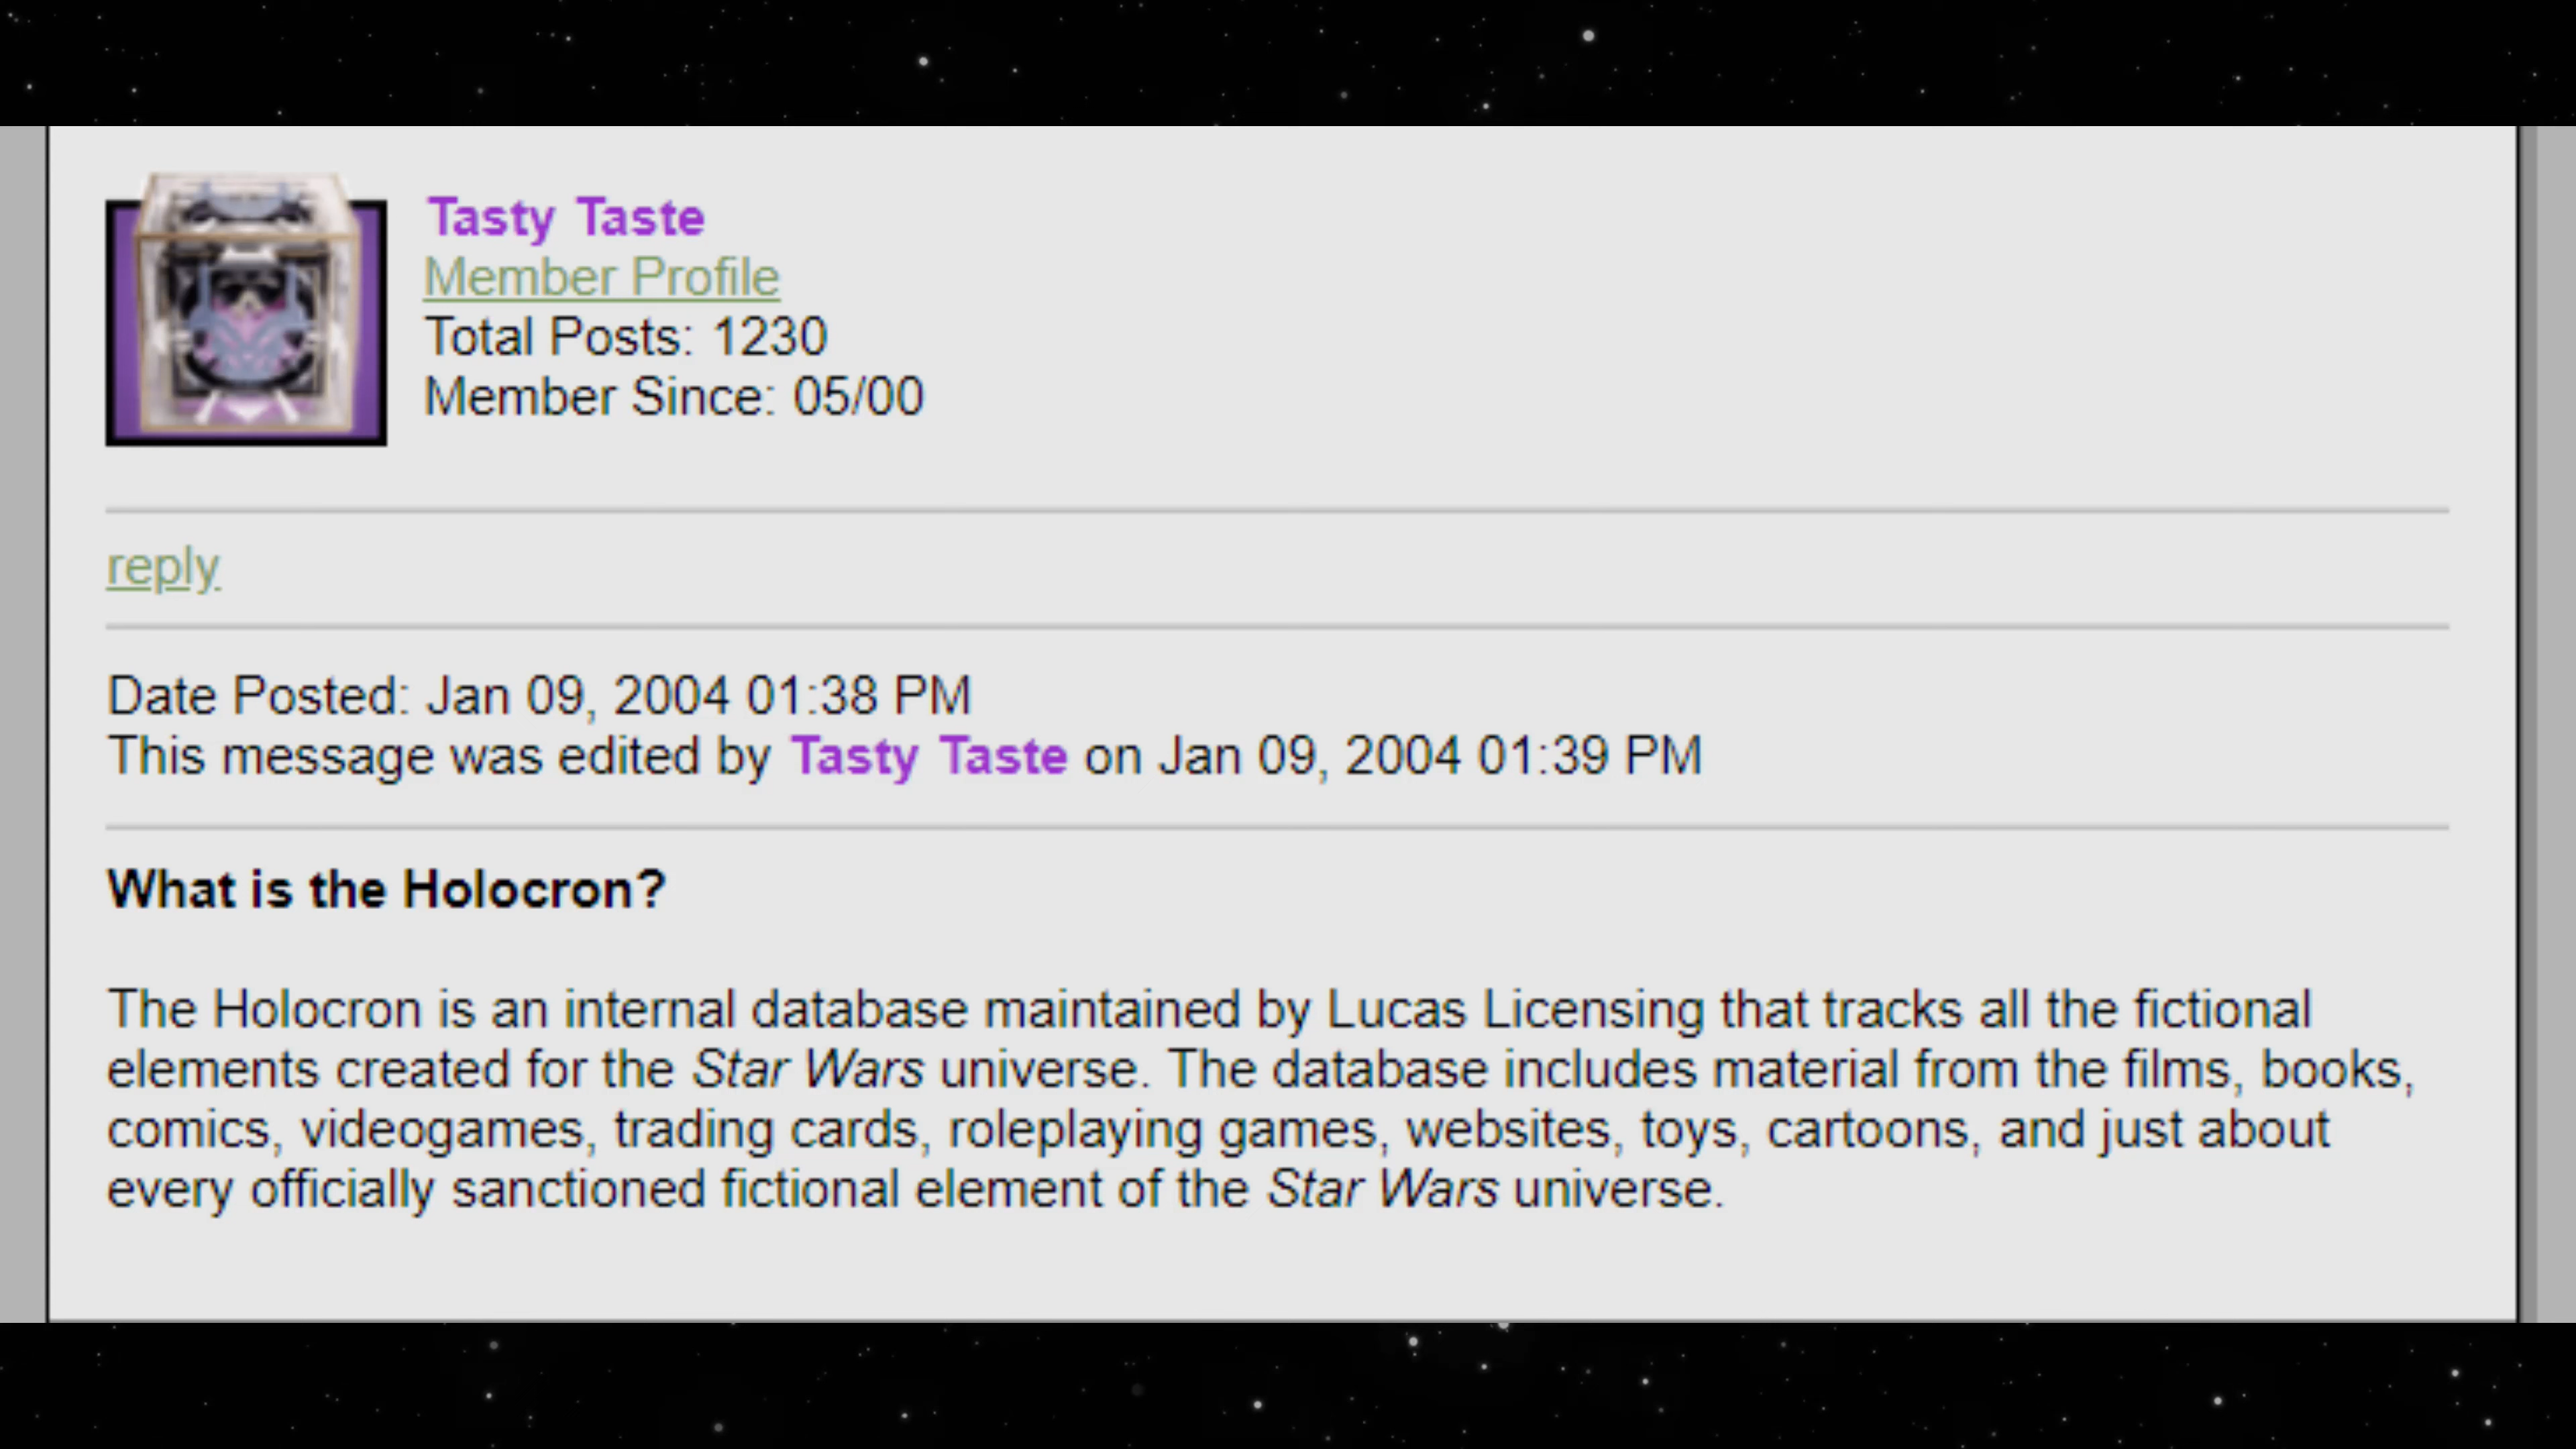 Tasty Taste
Member Profile
Total Posts: 1230
Member Since: 05/00
reply
Date Posted: Jan 09, 2004 01:38 PM
This message was edited by Tasty Taste on Jan 09, 2004 01:39 PM
What is the Holocron?
The Holocron is an internal database maintained by Lucas Licensing that tracks all the fictional
elements created for the Star Wars universe. The database includes material from the films, books,
comics, videogames, trading cards, roleplaying games, websites, toys, cartoons, and just about
every officially sanctioned fictional element of the Star Wars universe.